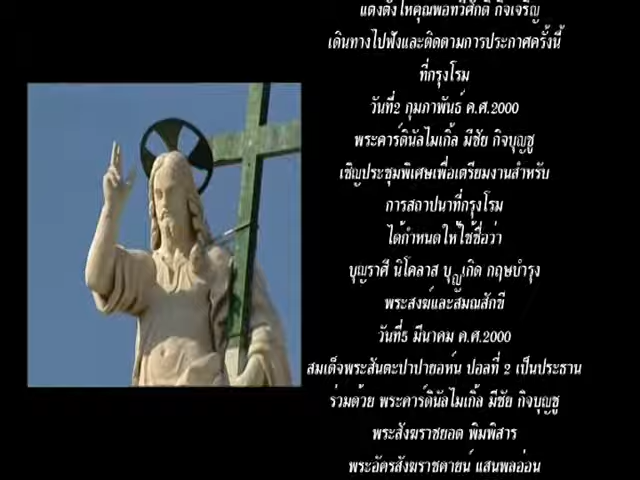 แต่งตั้งให้คุณพ่อทวีศักดิ์ กิจเจริญ
เดินทางไปฟังและติดตามการประกาศครั้งนี้
ที่กรุงโรม
วันที่2 กุมภาพันธ์ ค.ศ.2000
พระคาร์ดินัลไมเกิ้ล มีชัย กิจบุญชู
เชิญประชุมพิเศษเพื่อเตรียมงานสำหรับ
การสถาปนาที่กรุงโรม
ได้กำหนดให้ใช้ชื่อว่า
บุญราศี นิโคลาส บุญเกิด กฤษบำรุง
พระสงฆ์และสมณสักขี
วันที่5 มีนาคม ค.ศ.2000
สมเด็จพระสันตะปาปายอห์น ปอลที่ 2 เป็นประธาน
ร่วมด้วย พระคาร์ดินัลไมเกิ้ล มีชัย กิจบุญชู
พระสังฆราชยอด พิมพิสาร
พระอัครสังฆราชดายน์ แสนพลอ่อน